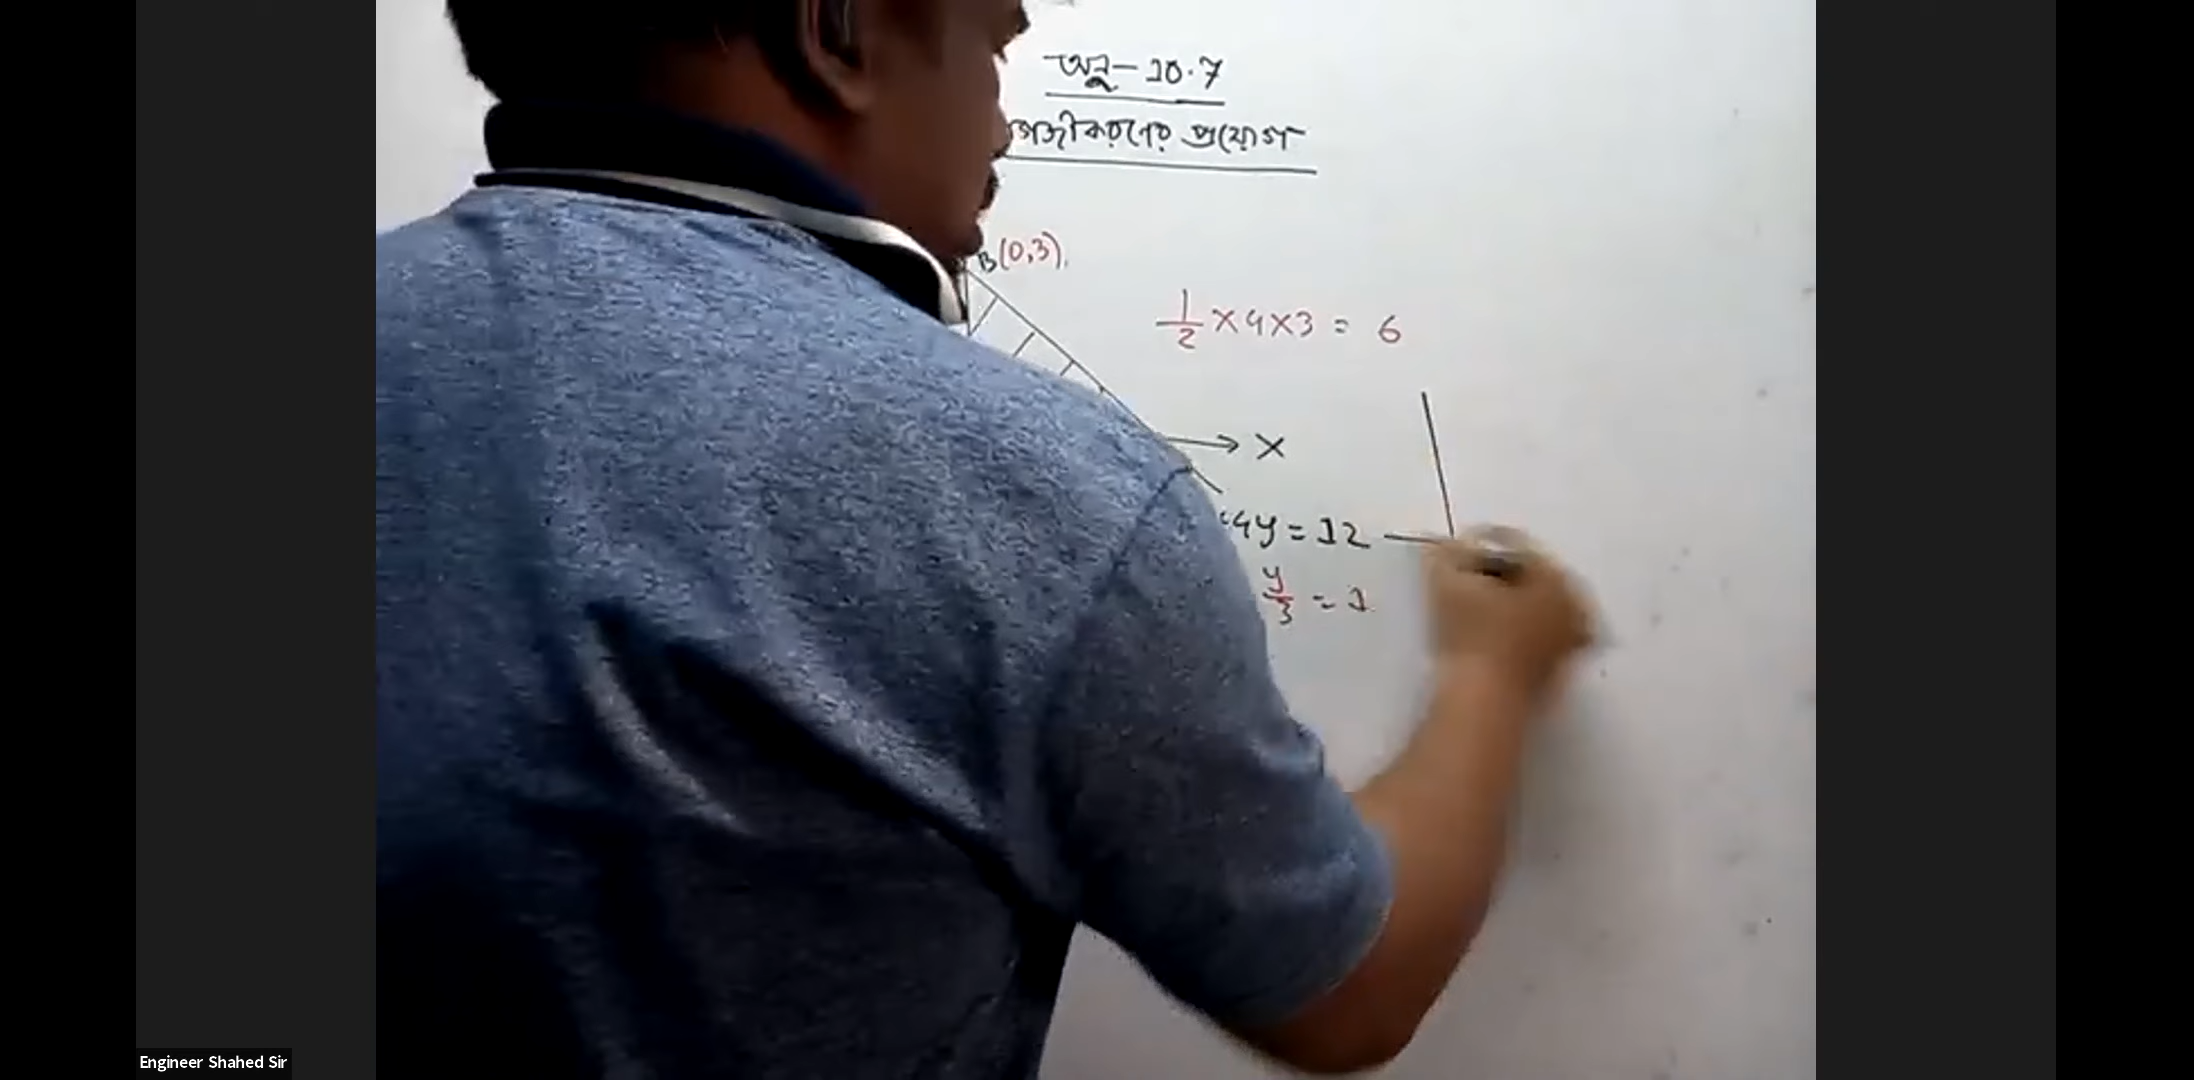 অনু-১০.7
যোগজীকরণের প্রয়োগ
B(0,3)
1/2 × 4 × 3 = 6
X
4y = 12
y/3 = 1
Engineer Shahed Sir